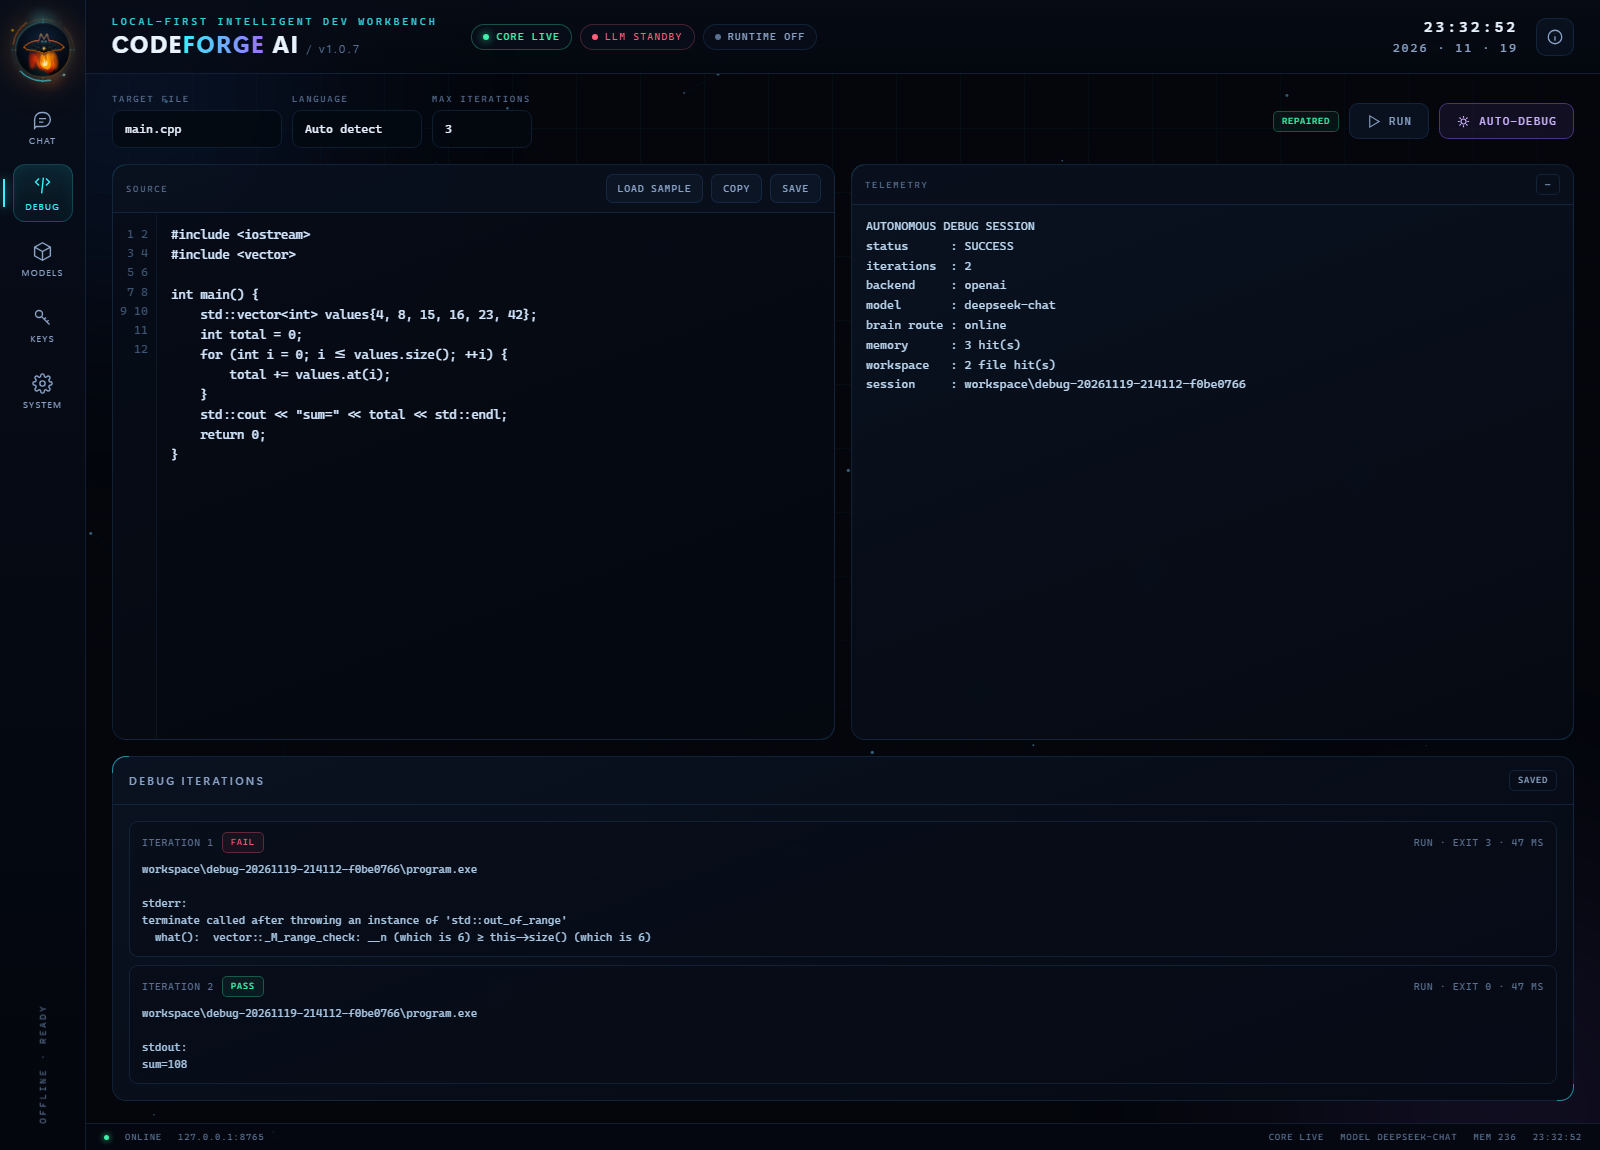 LOCAL-FIRST INTELLIGENT DEV WORKBENCH
CODEFORGE AI / v1.0.7
CORE LIVE
LLM STANDBY
RUNTIME OFF
23:32:52
2026 · 11 · 19
CHAT
DEBUG
MODELS
KEYS
SYSTEM
OFFLINE · READY
TARGET FILE
LANGUAGE
MAX ITERATIONS
main.cpp
Auto detect
3
REPAIRED
RUN
AUTO-DEBUG
SOURCE
LOAD SAMPLE
COPY
SAVE
1 2
3 4
5 6
7 8
9 10
11
12
#include <iostream>
#include <vector>
int main() {
std::vector<int> values{4, 8, 15, 16, 23, 42};
int total = 0;
for (int i = 0; i <= values.size(); ++i) {
total += values.at(i);
}
std::cout << "sum=" << total << std::endl;
return 0;
}
TELEMETRY
−
AUTONOMOUS DEBUG SESSION
status : SUCCESS
iterations : 2
backend : openai
model : deepseek-chat
brain route : online
memory : 3 hit(s)
workspace : 2 file hit(s)
session : workspace\debug-20261119-214112-f0be0766
DEBUG ITERATIONS
SAVED
ITERATION 1 FAIL
RUN · EXIT 3 · 47 MS
workspace\debug-20261119-214112-f0be0766\program.exe
stderr:
terminate called after throwing an instance of 'std::out_of_range'
what(): vector::_M_range_check: __n (which is 6) >= this->size() (which is 6)
ITERATION 2 PASS
RUN · EXIT 0 · 47 MS
workspace\debug-20261119-214112-f0be0766\program.exe
stdout:
sum=108
ONLINE 127.0.0.1:8765
CORE LIVE MODEL DEEPSEEK-CHAT MEM 236 23:32:52